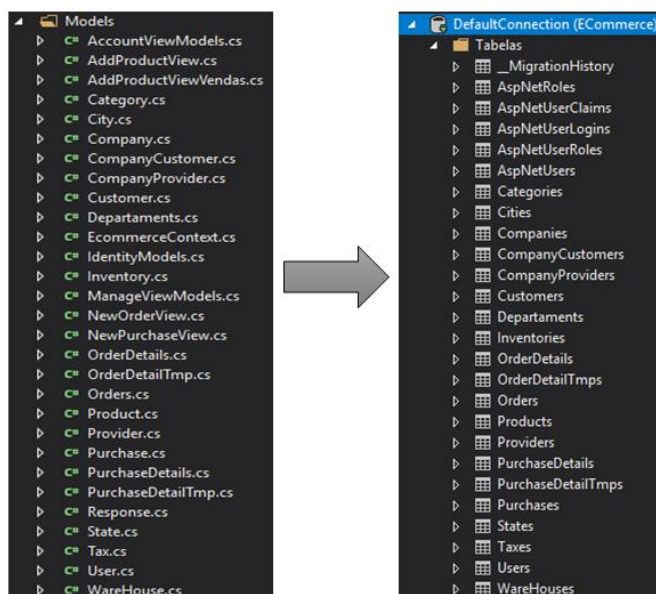 Models
AccountViewModels.cs
AddProductView.cs
AddProductViewVendas.cs
Category.cs
City.cs
Company.cs
CompanyCustomer.cs
CompanyProvider.cs
Customer.cs
Departaments.cs
EcommerceContext.cs
IdentityModels.cs
Inventory.cs
ManageViewModels.cs
NewOrderView.cs
NewPurchaseView.cs
OrderDetails.cs
OrderDetailTmp.cs
Orders.cs
Product.cs
Provider.cs
Purchase.cs
PurchaseDetails.cs
PurchaseDetailTmp.cs
Response.cs
State.cs
Tax.cs
User.cs
WareHouse.cs
DefaultConnection (ECommerce)
Tabelas
__MigrationHistory
AspNetRoles
AspNetUserClaims
AspNetUserLogins
AspNetUserRoles
AspNetUsers
Categories
Cities
Companies
CompanyCustomers
CompanyProviders
Customers
Departaments
Inventories
OrderDetails
OrderDetailTmps
Orders
Products
Providers
PurchaseDetails
PurchaseDetailTmps
Purchases
States
Taxes
Users
WareHouses